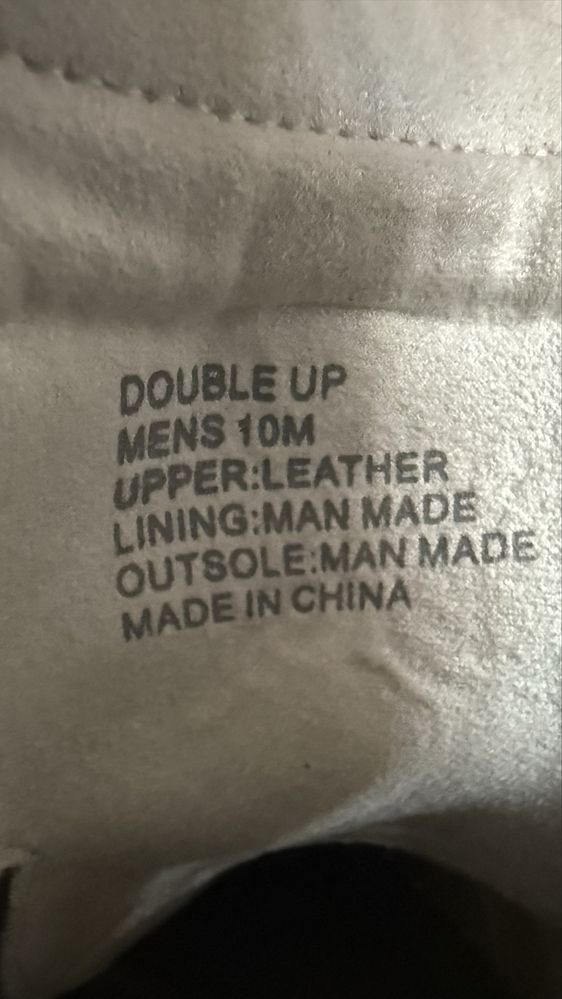 DOUBLE UP
MENS 10M
UPPER:LEATHER
LINING:MAN MADE
OUTSOLE:MAN MADE
MADE IN CHINA